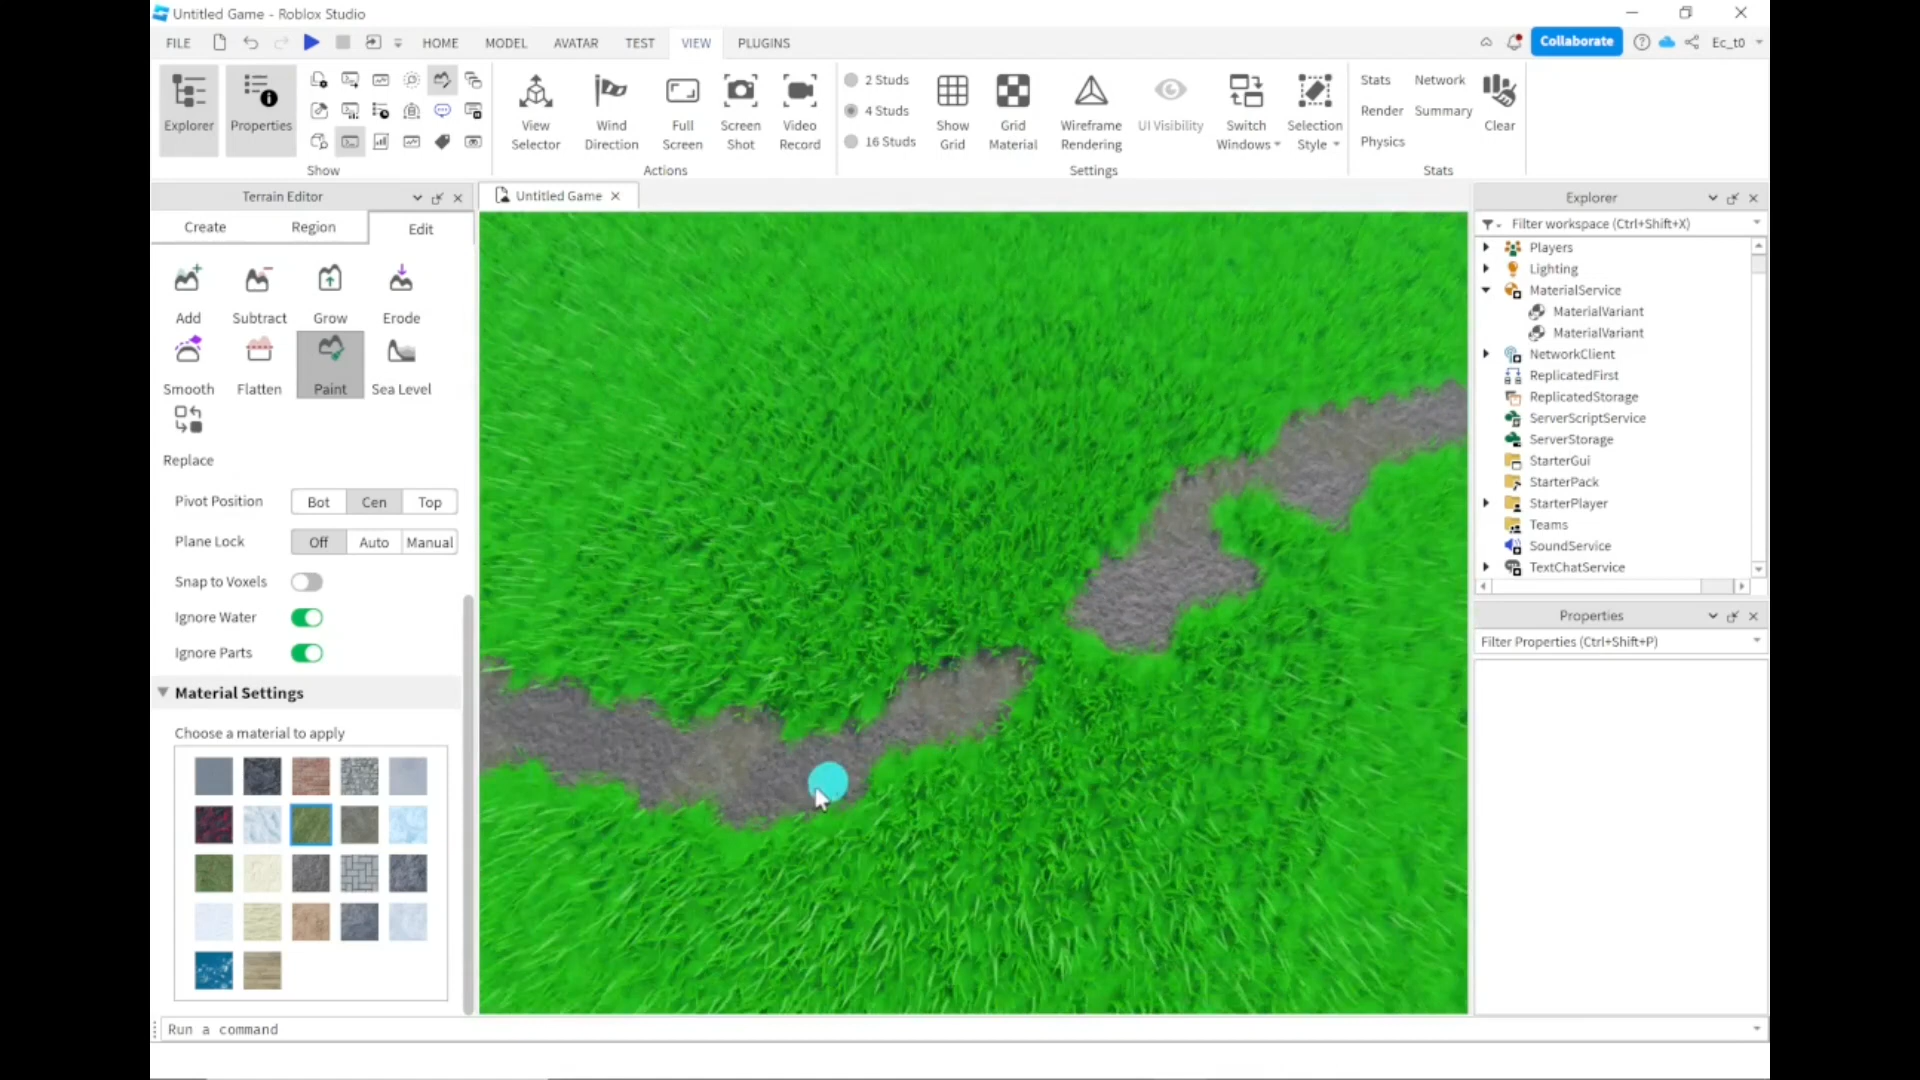 Untitled Game - Roblox Studio
FILE HOME MODEL AVATAR TEST VIEW PLUGINS Collaborate Ec_t0
Explorer
Properties
Show
View Selector
Wind Direction
Full Screen
Screen Shot
Video Record
Actions
2 Studs
4 Studs
16 Studs
Show Grid
Grid Material
Wireframe Rendering
UI Visibility
Switch Windows
Selection Style
Settings
Stats Network
Render Summary
Physics
Clear
Stats
Terrain Editor
Create Region Edit
Add Subtract Grow Erode
Smooth Flatten Paint Sea Level
Replace
Pivot Position Bot Cen Top
Plane Lock Off Auto Manual
Snap to Voxels
Ignore Water
Ignore Parts
Material Settings
Choose a material to apply
Untitled Game
Explorer
Filter workspace (Ctrl+Shift+X)
Players
Lighting
MaterialService
MaterialVariant
MaterialVariant
NetworkClient
ReplicatedFirst
ReplicatedStorage
ServerScriptService
ServerStorage
StarterGui
StarterPack
StarterPlayer
Teams
SoundService
TextChatService
Properties
Filter Properties (Ctrl+Shift+P)
Run a command